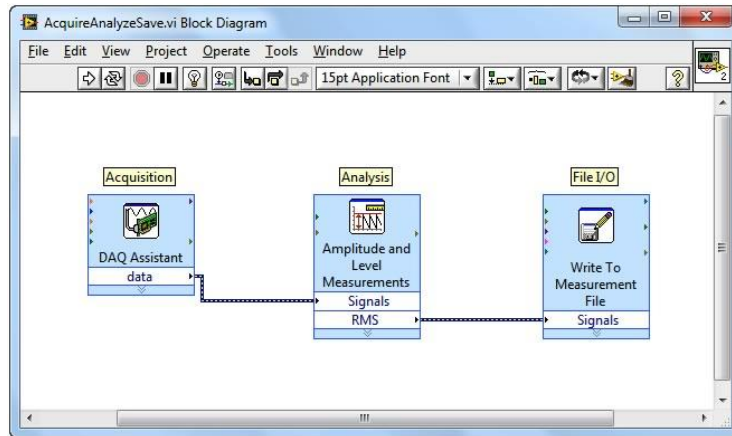 AcquireAnalyzeSave.vi Block Diagram
File Edit View Project Operate Tools Window Help
15pt Application Font
2
Acquisition
Analysis
File I/O
DAQ Assistant
data
Amplitude and
Level
Measurements
Signals
RMS
Write To
Measurement
File
Signals